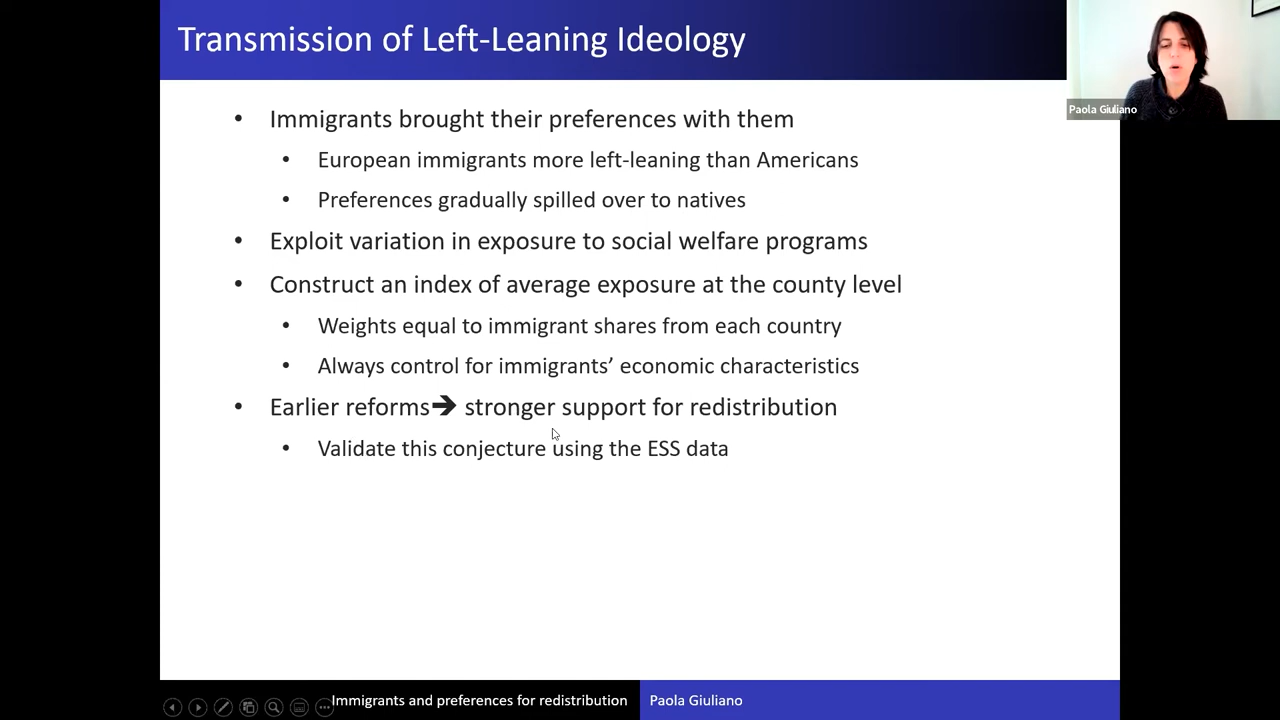 Transmission of Left-Leaning Ideology
Paola Giuliano
• Immigrants brought their preferences with them
• European immigrants more left-leaning than Americans
• Preferences gradually spilled over to natives
• Exploit variation in exposure to social welfare programs
• Construct an index of average exposure at the county level
• Weights equal to immigrant shares from each country
• Always control for immigrants’ economic characteristics
• Earlier reforms➔ stronger support for redistribution
• Validate this conjecture using the ESS data
Immigrants and preferences for redistribution
Paola Giuliano